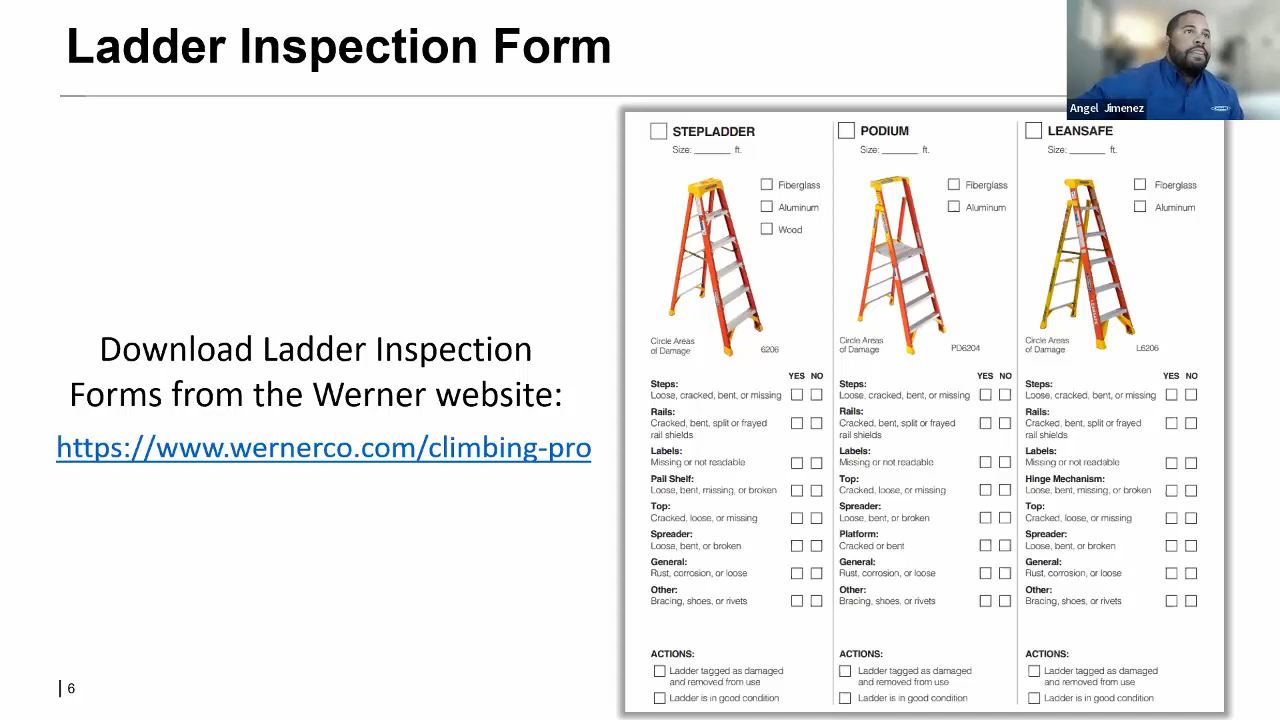 Ladder Inspection Form
Angel Jimenez
Download Ladder Inspection
Forms from the Werner website:
https://www.wernerco.com/climbing-pro
6
STEPLADDER
Size: _______ ft.
Fiberglass
Aluminum
Wood
Circle Areas
of Damage
6206
YES NO
Steps:
Loose, cracked, bent, or missing
Rails:
Cracked, bent, split or frayed
rail shields
Labels:
Missing or not readable
Pail Shelf:
Loose, bent, missing, or broken
Top:
Cracked, loose, or missing
Spreader:
Loose, bent, or broken
General:
Rust, corrosion, or loose
Other:
Bracing, shoes, or rivets
ACTIONS:
Ladder tagged as damaged
and removed from use
Ladder is in good condition
PODIUM
Size: _______ ft.
Fiberglass
Aluminum
Circle Areas
of Damage
PD6204
YES NO
Steps:
Loose, cracked, bent, or missing
Rails:
Cracked, bent, split or frayed
rail shields
Labels:
Missing or not readable
Top:
Cracked, loose, or missing
Spreader:
Loose, bent, or broken
Platform:
Cracked or bent
General:
Rust, corrosion, or loose
Other:
Bracing, shoes, or rivets
ACTIONS:
Ladder tagged as damaged
and removed from use
Ladder is in good condition
LEANSAFE
Size: _______ ft.
Fiberglass
Aluminum
Circle Areas
of Damage
L6206
YES NO
Steps:
Loose, cracked, bent, or missing
Rails:
Cracked, bent, split or frayed
rail shields
Labels:
Missing or not readable
Hinge Mechanism:
Loose, bent, missing, or broken
Top:
Cracked, loose, or missing
Spreader:
Loose, bent, or broken
General:
Rust, corrosion, or loose
Other:
Bracing, shoes, or rivets
ACTIONS:
Ladder tagged as damaged
and removed from use
Ladder is in good condition